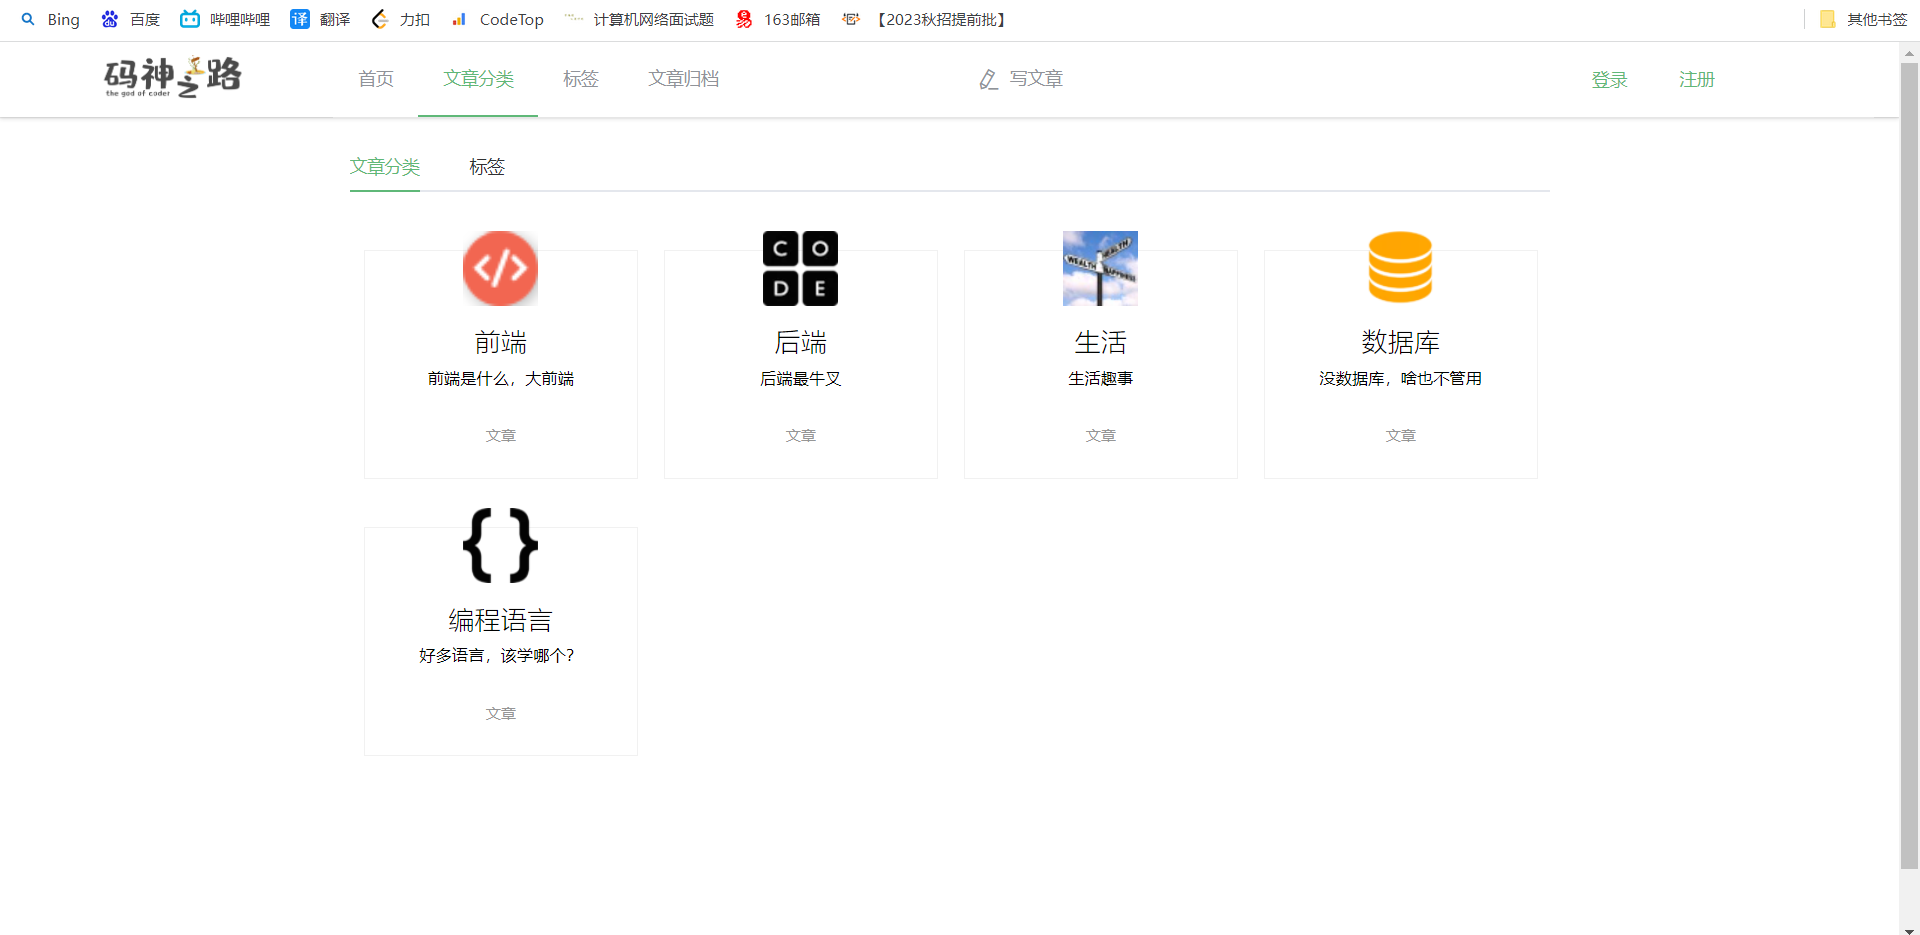 Bing 百度 哔哩哔哩 译 翻译 力扣 CodeTop 计算机网络面试题 易 163邮箱 【2023秋招提前批】 其他书签
码神之路 首页 文章分类 标签 文章归档 写文章 登录 注册
the god of coder
文章分类 标签
CODE
WEALTH HEALTH HAPPINESS
前端 后端 生活 数据库
前端是什么，大前端 后端最牛叉 生活趣事 没数据库，啥也不管用
文章 文章 文章 文章
{}
编程语言
好多语言，该学哪个？
文章